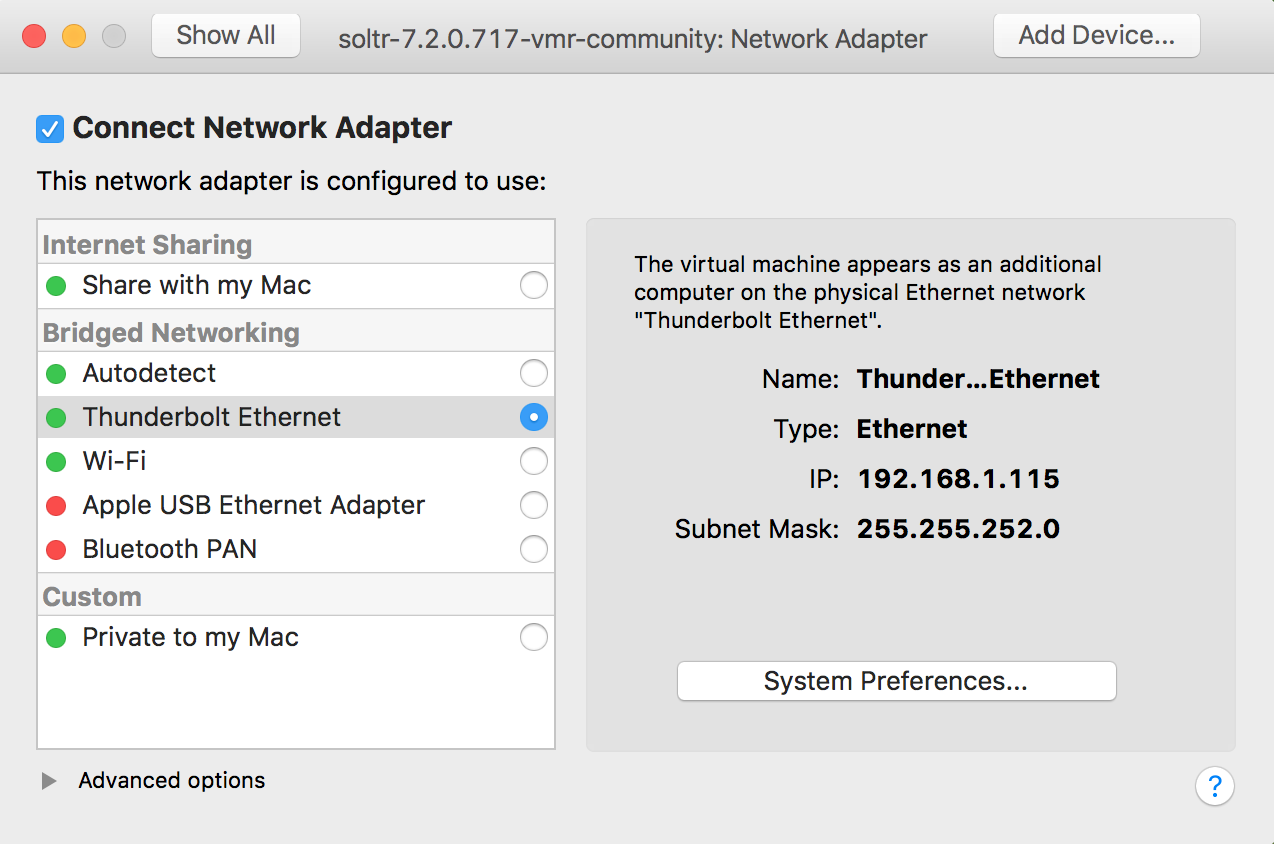 Show All
soltr-7.2.0.717-vmr-community: Network Adapter
Add Device...
Connect Network Adapter
This network adapter is configured to use:
Internet Sharing
Share with my Mac
Bridged Networking
Autodetect
Thunderbolt Ethernet
Wi-Fi
Apple USB Ethernet Adapter
Bluetooth PAN
Custom
Private to my Mac
The virtual machine appears as an additional
computer on the physical Ethernet network
"Thunderbolt Ethernet".
Name: Thunder...Ethernet
Type: Ethernet
IP: 192.168.1.115
Subnet Mask: 255.255.252.0
System Preferences...
Advanced options
?